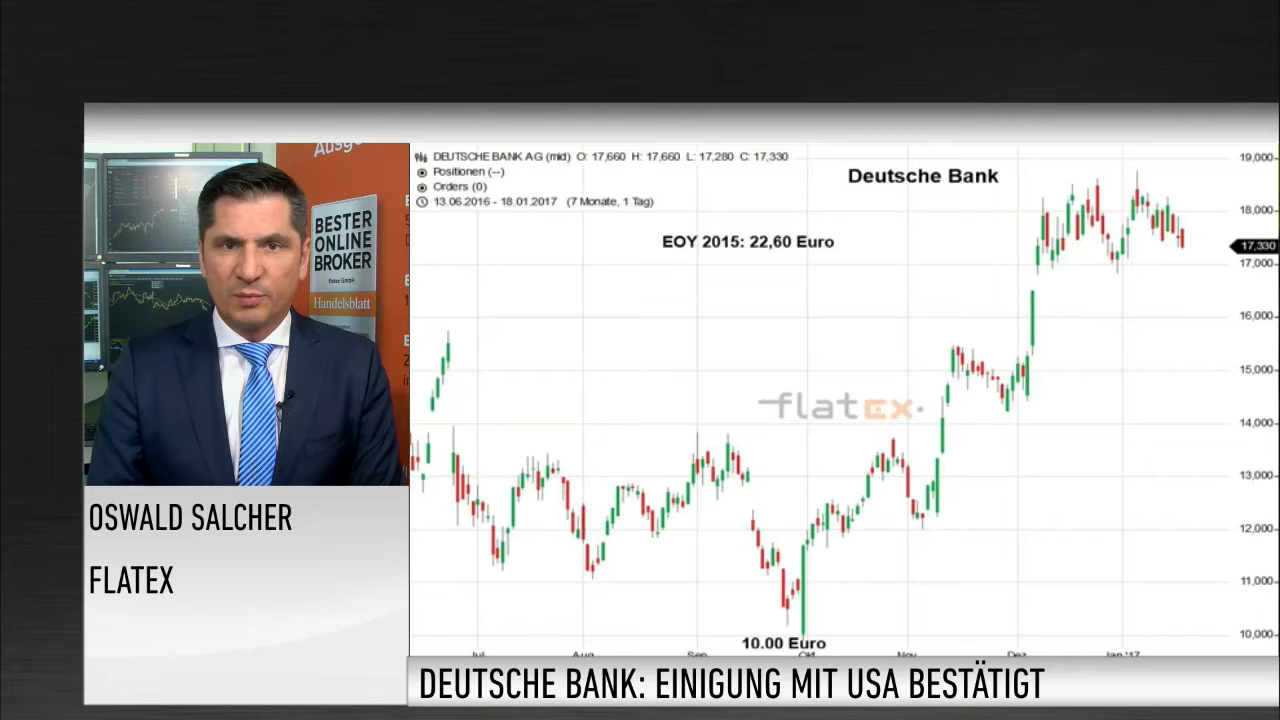 Ausge
BESTER
ONLINE
BROKER
flatex GmbH
Handelsblatt
OSWALD SALCHER
FLATEX
DEUTSCHE BANK AG (mid) O: 17,660 H: 17,660 L: 17,280 C: 17,330
Positionen (--)
Orders (0)
13.06.2016 - 18.01.2017 (7 Monate, 1 Tag)
Deutsche Bank
EOY 2015: 22,60 Euro
19,000
18,000
17,330
17,000
16,000
15,000
14,000
13,000
12,000
11,000
10,000
flatex
10.00 Euro
Jul Aug Sep Okt Nov Dez Jan '17
DEUTSCHE BANK: EINIGUNG MIT USA BESTÄTIGT